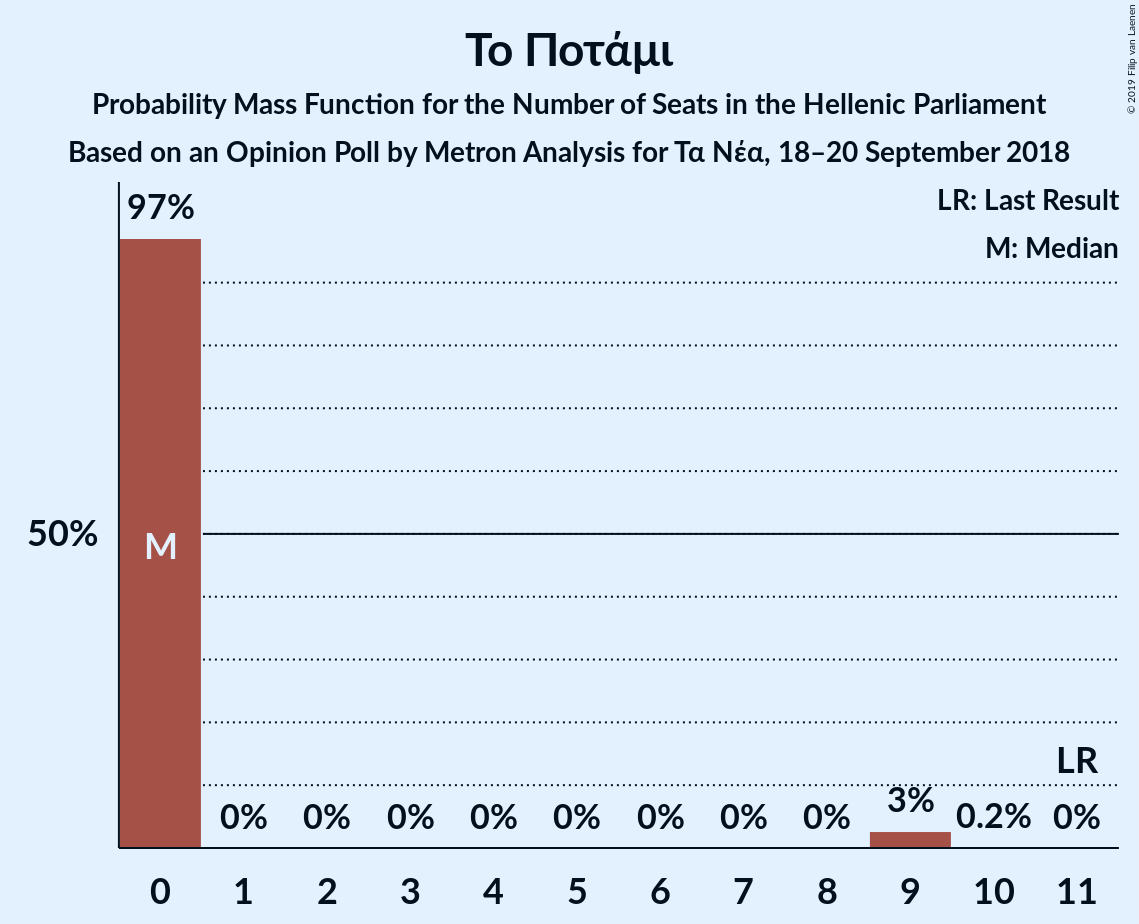 Το Ποτάμι
Probability Mass Function for the Number of Seats in the Hellenic Parliament
Based on an Opinion Poll by Metron Analysis for Τα Νέα, 18–20 September 2018
© 2019 Filip van Laenen
LR: Last Result
M: Median
97%
50%
M
LR
0% 0% 0% 0% 0% 0% 0% 0% 3% 0.2% 0%
0 1 2 3 4 5 6 7 8 9 10 11